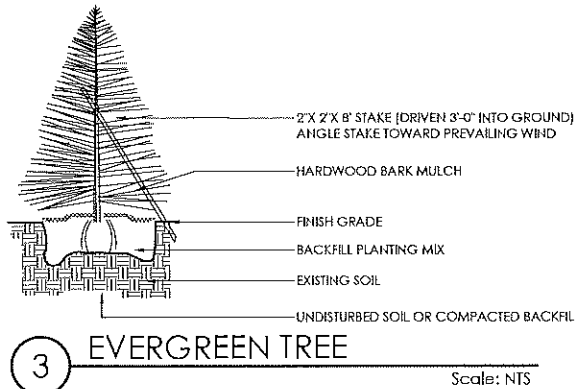 2"X 2"X 8' STAKE (DRIVEN 3'-0" INTO GROUND)
ANGLE STAKE TOWARD PREVAILING WIND
HARDWOOD BARK MULCH
FINISH GRADE
BACKFILL PLANTING MIX
EXISTING SOIL
UNDISTURBED SOIL OR COMPACTED BACKFIL
3
EVERGREEN TREE
Scale: NTS